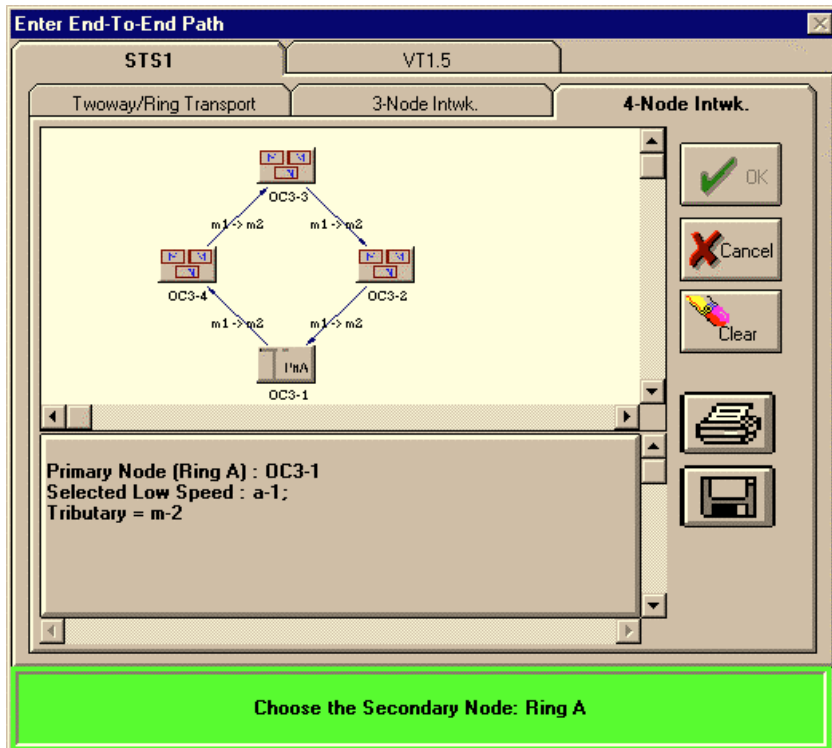 Enter End-To-End Path
STS1 VT1.5
Twoway/Ring Transport 3-Node Intwk. 4-Node Intwk.
OC3-3
m1->m2 m1->m2
OC3-4 OC3-2
m1->m2 m1->m2
OC3-1
OK
Cancel
Clear
Primary Node (Ring A) : OC3-1
Selected Low Speed : a-1;
Tributary = m-2
Choose the Secondary Node: Ring A